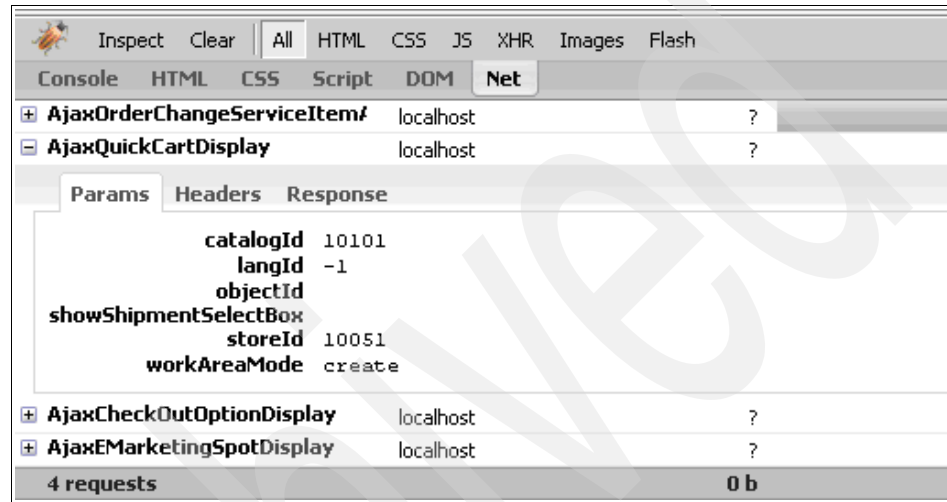 Inspect Clear All HTML CSS JS XHR Images Flash
Console HTML CSS Script DOM Net
AjaxOrderChangeServiceItem/ localhost ?
AjaxQuickCartDisplay localhost ?
Params Headers Response
catalogId 10101
langId -1
objectId
showShipmentSelectBox
storeId 10051
workAreaMode create
AjaxCheckOutOptionDisplay localhost ?
AjaxEMarketingSpotDisplay localhost ?
4 requests 0 b